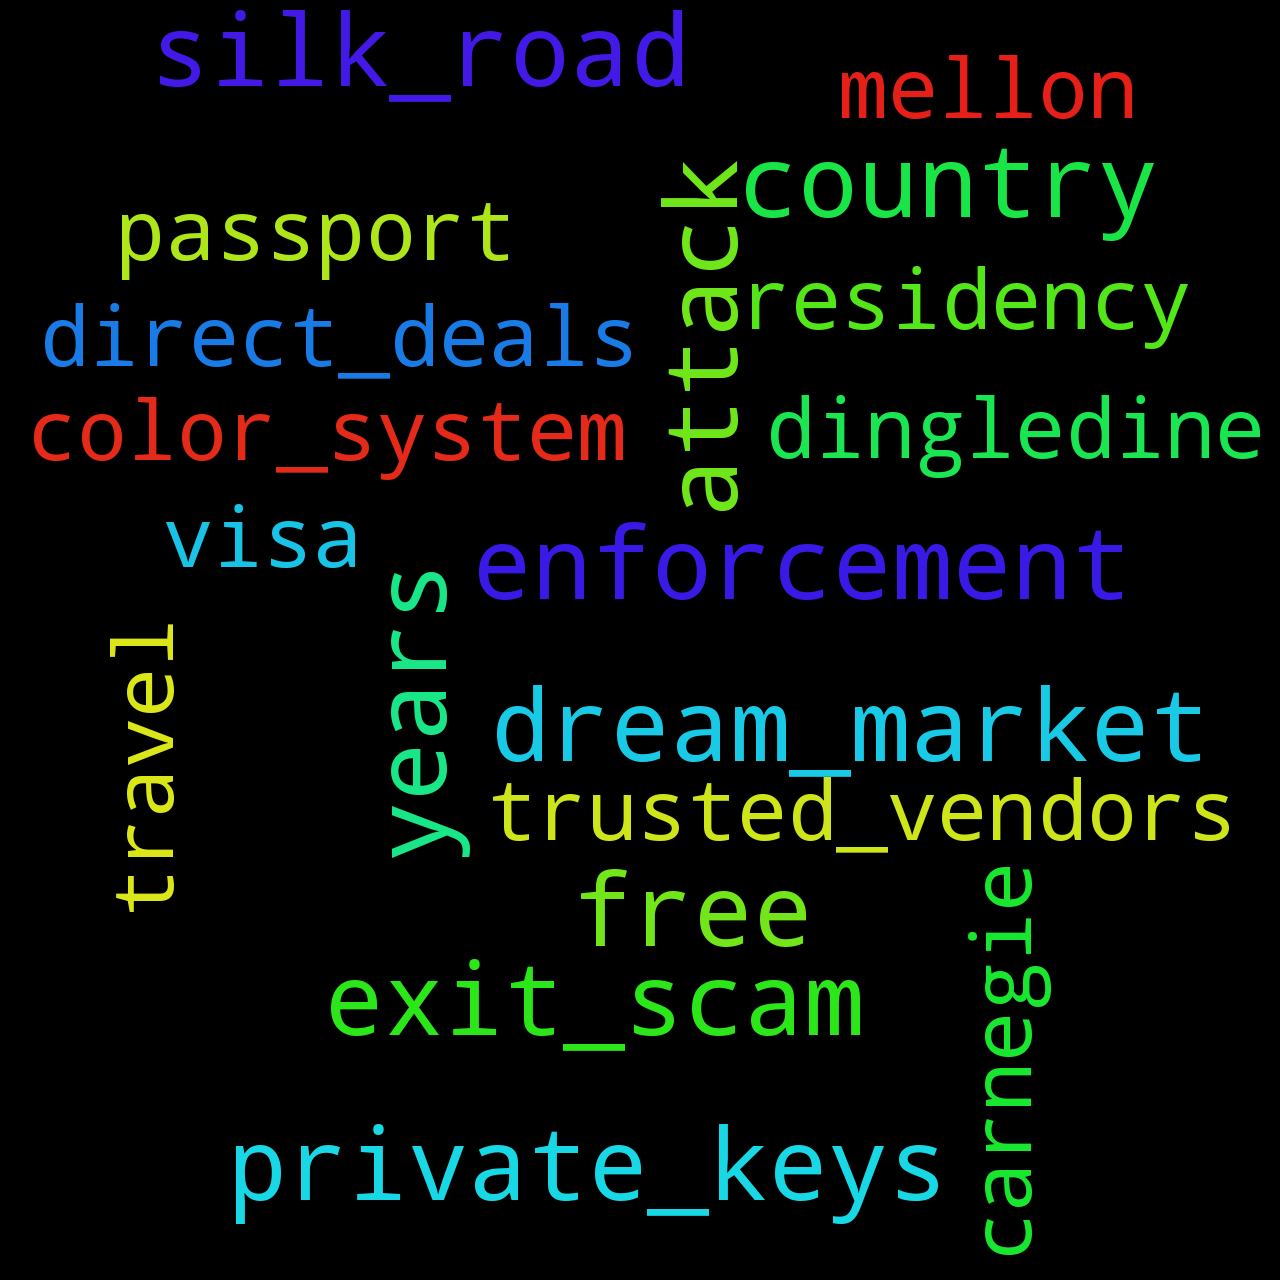 silk_road
mellon
country
attack
passport
residency
direct_deals
color_system
dingledine
visa
enforcement
years
travel
dream_market
trusted_vendors
free
carnegie
exit_scam
private_keys